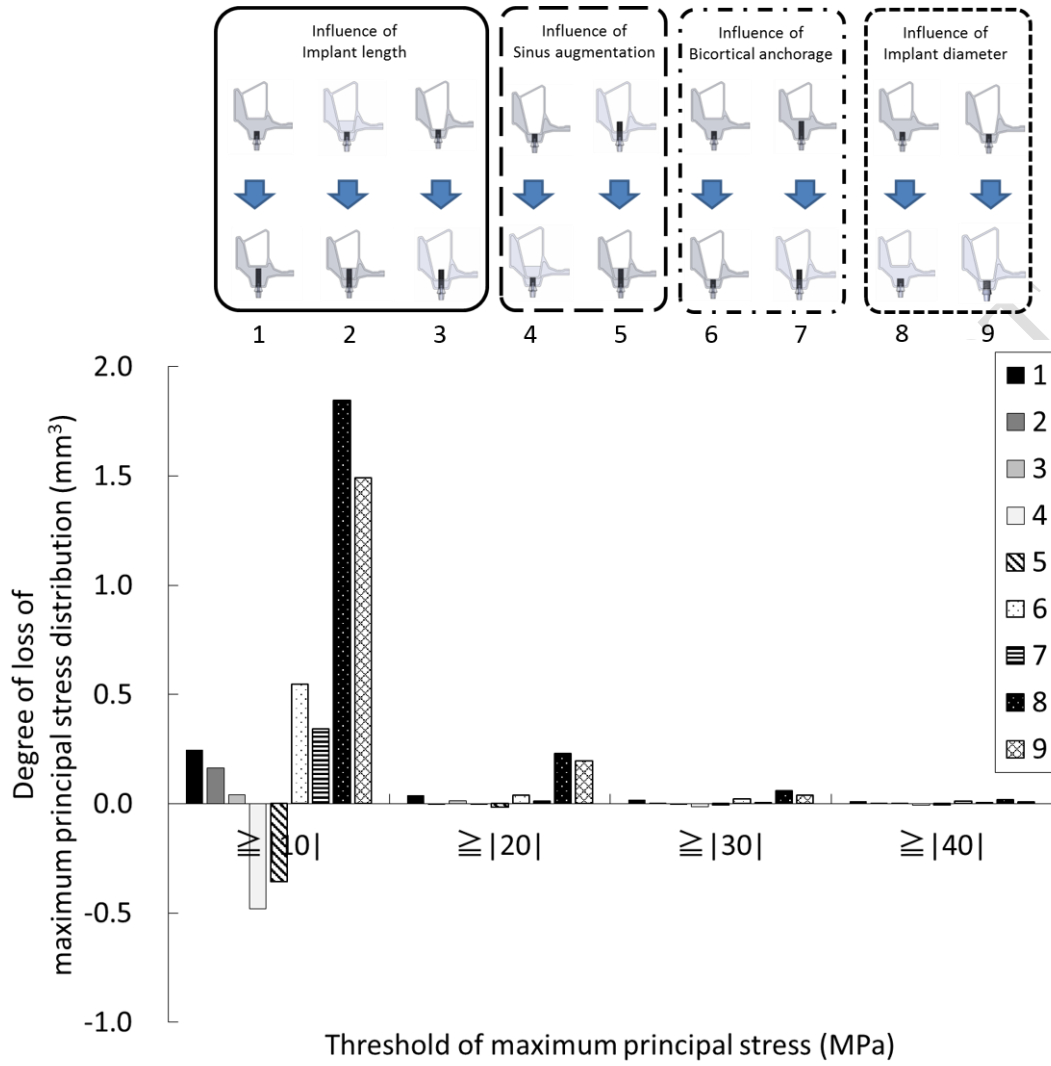 Influence of
Implant length
Influence of
Sinus augmentation
Influence of
Bicortical anchorage
Influence of
Implant diameter
1 2 3 4 5 6 7 8 9
Degree of loss of
maximum principal stress distribution (mm³)
2.0
1.5
1.0
0.5
0.0
-0.5
-1.0
≧|10| ≧|20| ≧|30| ≧|40|
Threshold of maximum principal stress (MPa)
1
2
3
4
5
6
7
8
9